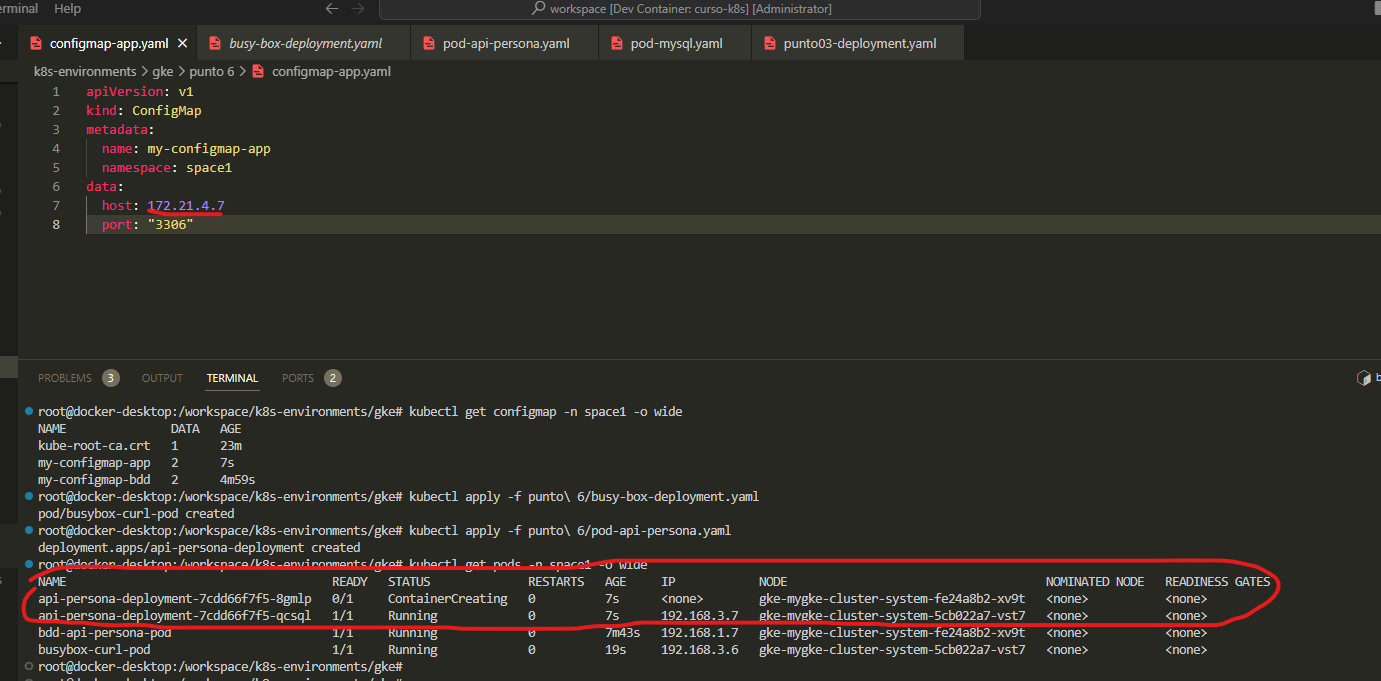 erminal Help workspace [Dev Container: curso-k8s] [Administrator]
configmap-app.yaml busy-box-deployment.yaml pod-api-persona.yaml pod-mysql.yaml punto03-deployment.yaml
k8s-environments > gke > punto 6 > configmap-app.yaml
1 apiVersion: v1
2 kind: ConfigMap
3 metadata:
4 name: my-configmap-app
5 namespace: space1
6 data:
7 host: 172.21.4.7
8 port: "3306"
PROBLEMS 3 OUTPUT TERMINAL PORTS 2
root@docker-desktop:/workspace/k8s-environments/gke# kubectl get configmap -n space1 -o wide
NAME DATA AGE
kube-root-ca.crt 1 23m
my-configmap-app 2 7s
my-configmap-bdd 2 4m59s
root@docker-desktop:/workspace/k8s-environments/gke# kubectl apply -f punto\ 6/busy-box-deployment.yaml
pod/busybox-curl-pod created
root@docker-desktop:/workspace/k8s-environments/gke# kubectl apply -f punto\ 6/pod-api-persona.yaml
deployment.apps/api-persona-deployment created
root@docker-desktop:/workspace/k8s-environments/gke# kubectl get pods -n space1 -o wide
NAME READY STATUS RESTARTS AGE IP NODE NOMINATED NODE READINESS GATES
api-persona-deployment-7cdd66f7f5-8gmlp 0/1 ContainerCreating 0 7s <none> gke-mygke-cluster-system-fe24a8b2-xv9t <none> <none>
api-persona-deployment-7cdd66f7f5-qcsql 1/1 Running 0 7s 192.168.3.7 gke-mygke-cluster-system-5cb022a7-vst7 <none> <none>
bdd-api-persona-pod 1/1 Running 0 7m43s 192.168.1.7 gke-mygke-cluster-system-fe24a8b2-xv9t <none> <none>
busybox-curl-pod 1/1 Running 0 19s 192.168.3.6 gke-mygke-cluster-system-5cb022a7-vst7 <none> <none>
root@docker-desktop:/workspace/k8s-environments/gke#